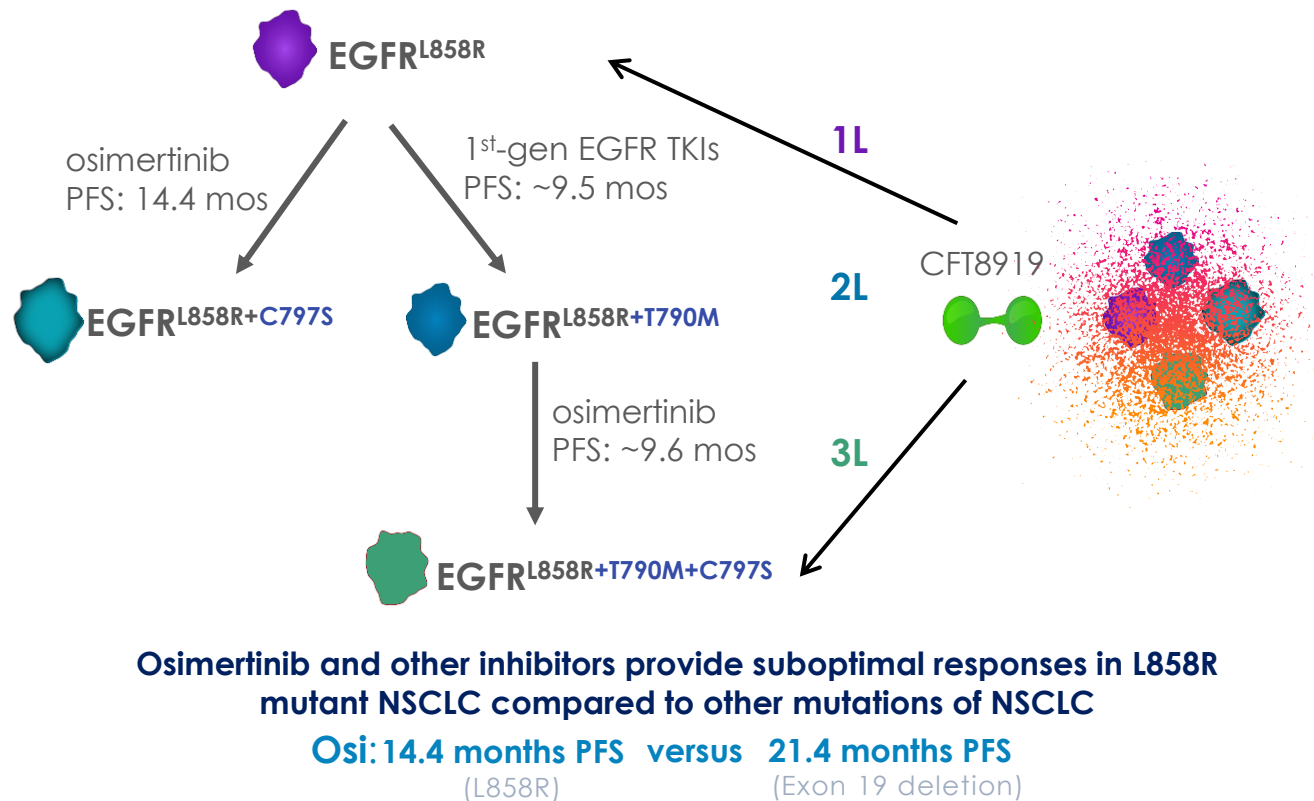 EGFRL858R
osimertinib
PFS: 14.4 mos
1st-gen EGFR TKIs
PFS: ~9.5 mos
1L
CFT8919
2L
EGFRL858R+C797S
EGFRL858R+T790M
osimertinib
PFS: ~9.6 mos
3L
EGFRL858R+T790M+C797S
Osimertinib and other inhibitors provide suboptimal responses in L858R
mutant NSCLC compared to other mutations of NSCLC
Osi: 14.4 months PFS versus 21.4 months PFS
(L858R) (Exon 19 deletion)